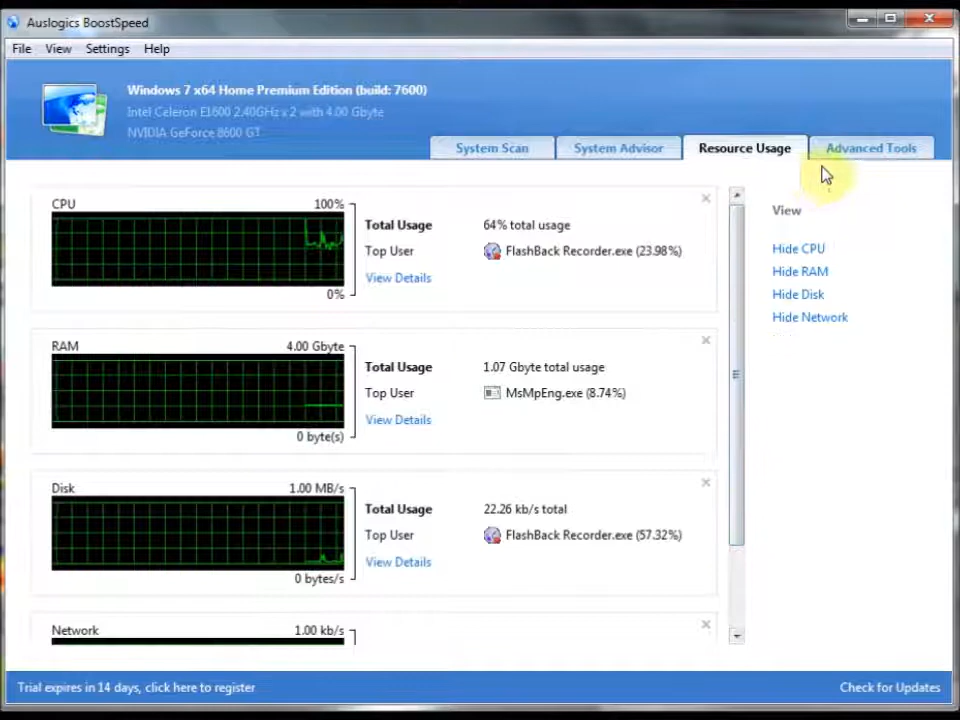 Auslogics BoostSpeed
File View Settings Help
Windows 7 x64 Home Premium Edition (build: 7600)
Intel Celeron E1600 2.40GHz x 2 with 4.00 Gbyte
NVIDIA GeForce 8600 GT
System Scan System Advisor Resource Usage Advanced Tools
CPU 100%
Total Usage 64% total usage
Top User FlashBack Recorder.exe (23.98%)
View Details
0%
RAM 4.00 Gbyte
Total Usage 1.07 Gbyte total usage
Top User MsMpEng.exe (8.74%)
View Details
0 byte(s)
Disk 1.00 MB/s
Total Usage 22.26 kb/s total
Top User FlashBack Recorder.exe (57.32%)
View Details
0 bytes/s
Network 1.00 kb/s
View
Hide CPU
Hide RAM
Hide Disk
Hide Network
Trial expires in 14 days, click here to register Check for Updates